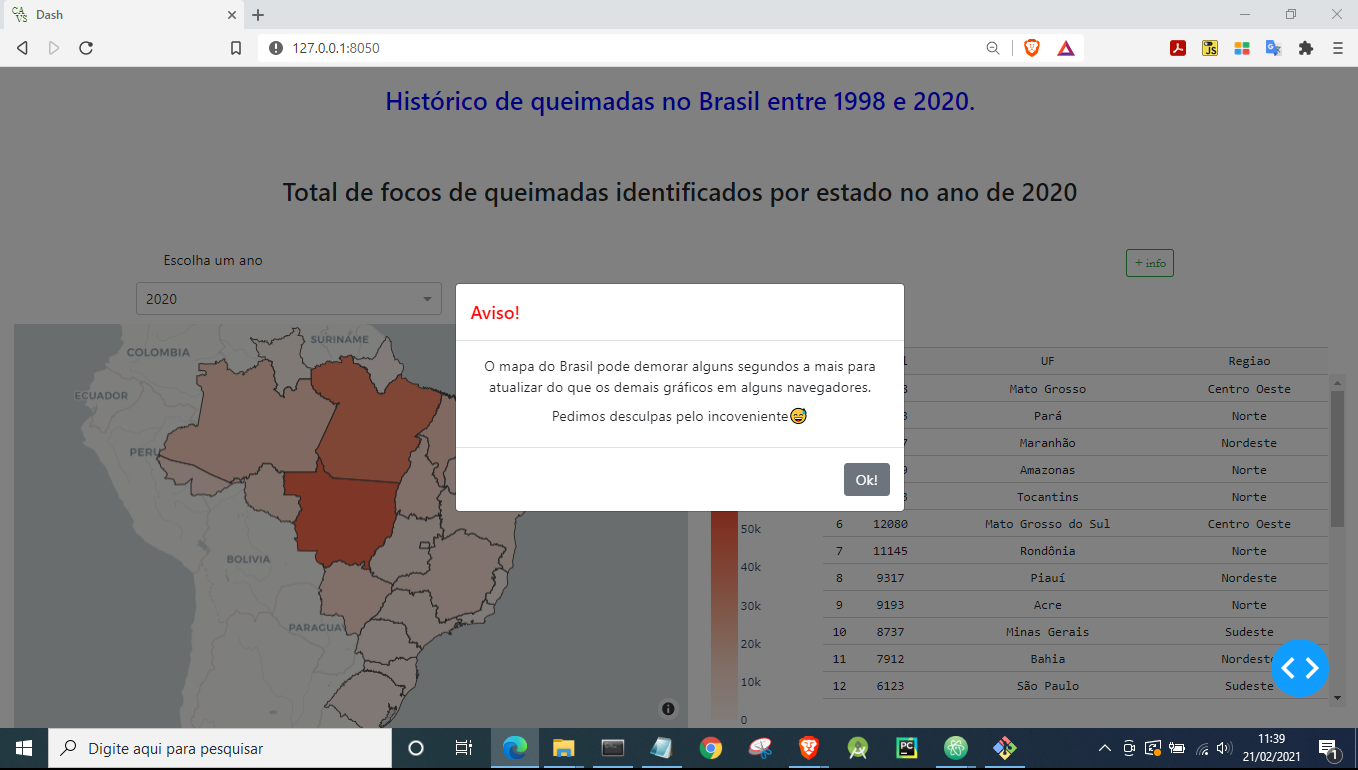 CA
VS
Dash
127.0.0.1:8050
Histórico de queimadas no Brasil entre 1998 e 2020.
Total de focos de queimadas identificados por estado no ano de 2020
Escolha um ano
+ info
2020
Aviso!
O mapa do Brasil pode demorar alguns segundos a mais para
atualizar do que os demais gráficos em alguns navegadores.
Pedimos desculpas pelo incoveniente😅
Ok!
SURINAME
COLOMBIA
ECUADOR
PERU
BOLIVIA
PARAGUAY
50k
40k
30k
20k
10k
0
UF Regiao
Mato Grosso Centro Oeste
Pará Norte
Maranhão Nordeste
Amazonas Norte
Tocantins Norte
6 12080 Mato Grosso do Sul Centro Oeste
7 11145 Rondônia Norte
8 9317 Piauí Nordeste
9 9193 Acre Norte
10 8737 Minas Gerais Sudeste
11 7912 Bahia Nordeste
12 6123 São Paulo Sudeste
Digite aqui para pesquisar
PC
11:39
21/02/2021
1